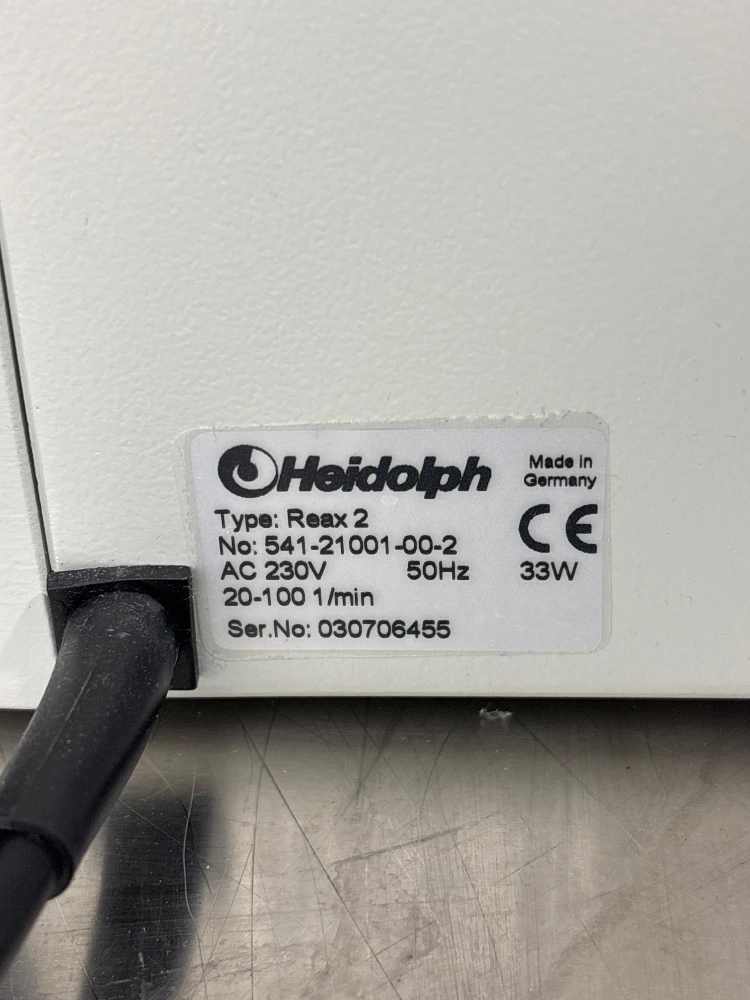 Heidolph
Made in
Germany
Type: Reax 2
CE
No: 541-21001-00-2
AC 230V 50Hz 33W
20-100 1/min
Ser.No: 030706455